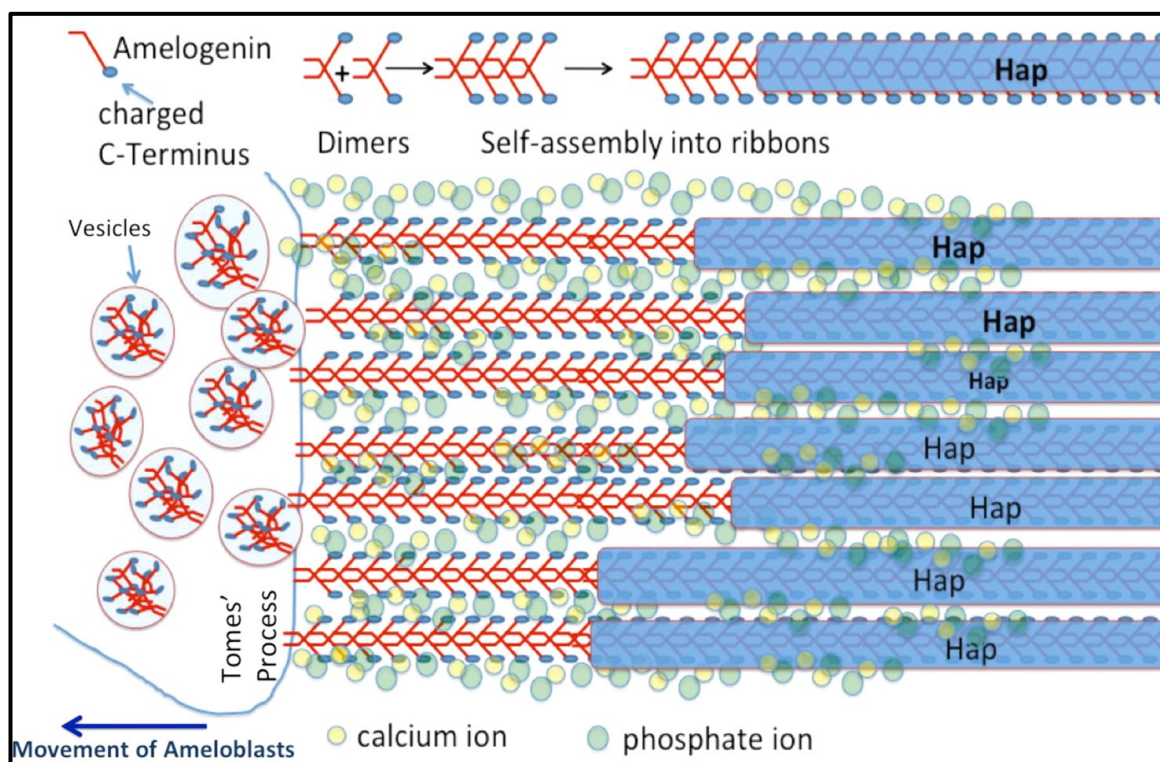 Amelogenin
charged
C-Terminus
+
Hap
Dimers
Self-assembly into ribbons
Vesicles
Hap
Hap
Hap
Hap
Hap
Hap
Hap
Tomes'
Process
Movement of Ameloblasts
calcium ion
phosphate ion